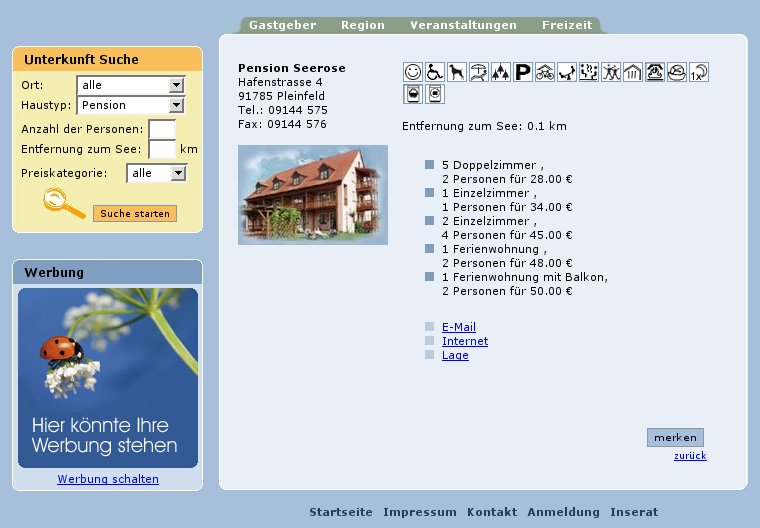 Gastgeber Region Veranstaltungen Freizeit
Unterkunft Suche
Ort: alle
Haustyp: Pension
Anzahl der Personen:
Entfernung zum See: km
Preiskategorie: alle
Suche starten
Werbung
Hier könnte Ihre
Werbung stehen
Werbung schalten
Pension Seerose
Hafenstrasse 4
91785 Pleinfeld
Tel.: 09144 575
Fax: 09144 576
P
1x
Entfernung zum See: 0.1 km
5 Doppelzimmer ,
2 Personen für 28.00 €
1 Einzelzimmer ,
1 Personen für 34.00 €
2 Einzelzimmer ,
4 Personen für 45.00 €
1 Ferienwohnung ,
2 Personen für 48.00 €
1 Ferienwohnung mit Balkon,
2 Personen für 50.00 €
E-Mail
Internet
Lage
merken
zurück
Startseite Impressum Kontakt Anmeldung Inserat